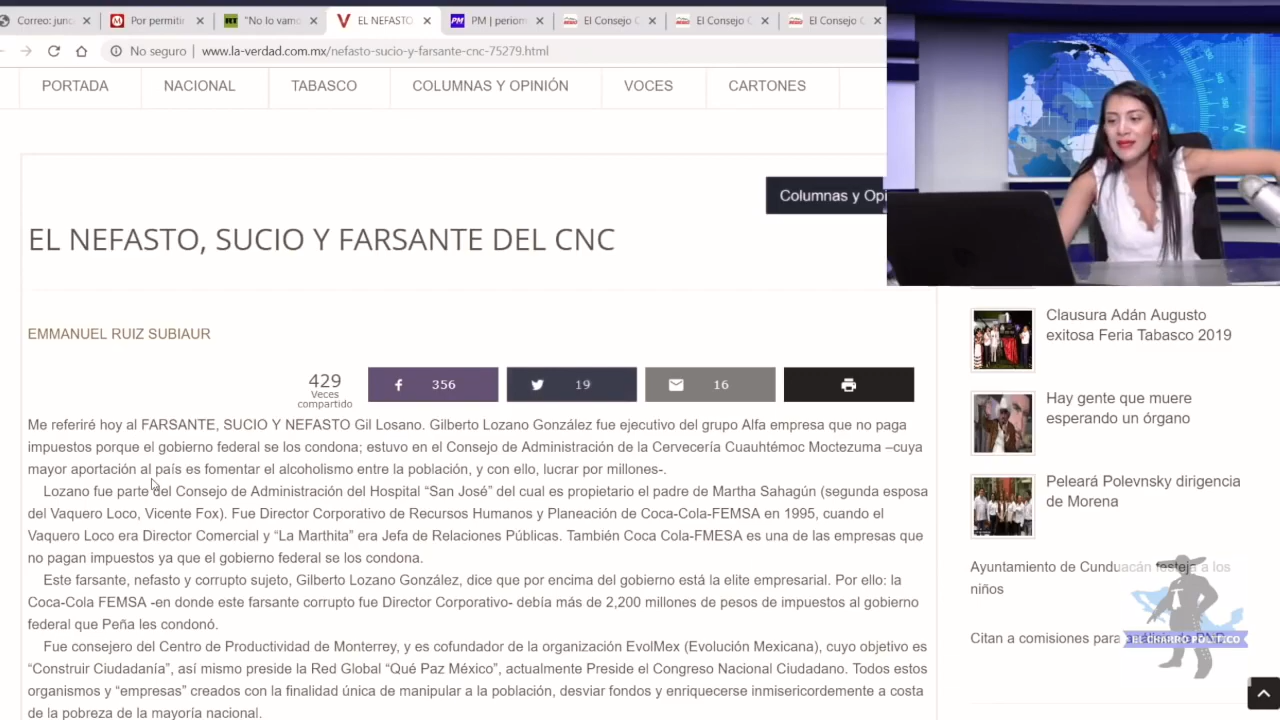 Correo: junc
Por permitir
"No lo vamo
EL NEFASTO
PM | period
El Consejo C
El Consejo C
El Consejo C
No seguro | www.la-verdad.com.mx/nefasto-sucio-y-farsante-cnc-75279.html
PORTADA NACIONAL TABASCO COLUMNAS Y OPINIÓN VOCES CARTONES
Columnas y Opi
EL NEFASTO, SUCIO Y FARSANTE DEL CNC
EMMANUEL RUIZ SUBIAUR
429
Veces
compartido
356
19
16
Me referiré hoy al FARSANTE, SUCIO Y NEFASTO Gil Losano. Gilberto Lozano González fue ejecutivo del grupo Alfa empresa que no paga
impuestos porque el gobierno federal se los condona; estuvo en el Consejo de Administración de la Cervecería Cuauhtémoc Moctezuma –cuya
mayor aportación al país es fomentar el alcoholismo entre la población, y con ello, lucrar por millones-.
Lozano fue parte del Consejo de Administración del Hospital “San José” del cual es propietario el padre de Martha Sahagún (segunda esposa
del Vaquero Loco, Vicente Fox). Fue Director Corporativo de Recursos Humanos y Planeación de Coca-Cola-FEMSA en 1995, cuando el
Vaquero Loco era Director Comercial y “La Marthita” era Jefa de Relaciones Públicas. También Coca Cola-FMESA es una de las empresas que
no pagan impuestos ya que el gobierno federal se los condona.
Este farsante, nefasto y corrupto sujeto, Gilberto Lozano González, dice que por encima del gobierno está la elite empresarial. Por ello: la
Coca-Cola FEMSA -en donde este farsante corrupto fue Director Corporativo- debía más de 2,200 millones de pesos de impuestos al gobierno
federal que Peña les condonó.
Fue consejero del Centro de Productividad de Monterrey, y es cofundador de la organización EvolMex (Evolución Mexicana), cuyo objetivo es
“Construir Ciudadanía”, así mismo preside la Red Global “Qué Paz México”, actualmente Preside el Congreso Nacional Ciudadano. Todos estos
organismos y “empresas” creados con la finalidad única de manipular a la población, desviar fondos y enriquecerse inmisericordemente a costa
de la pobreza de la mayoría nacional.
Clausura Adán Augusto
exitosa Feria Tabasco 2019
Hay gente que muere
esperando un órgano
Peleará Polevnsky dirigencia
de Morena
Ayuntamiento de Cunduacán festeja a los
niños
Citan a comisiones para
EL CHARRO POLÍTICO